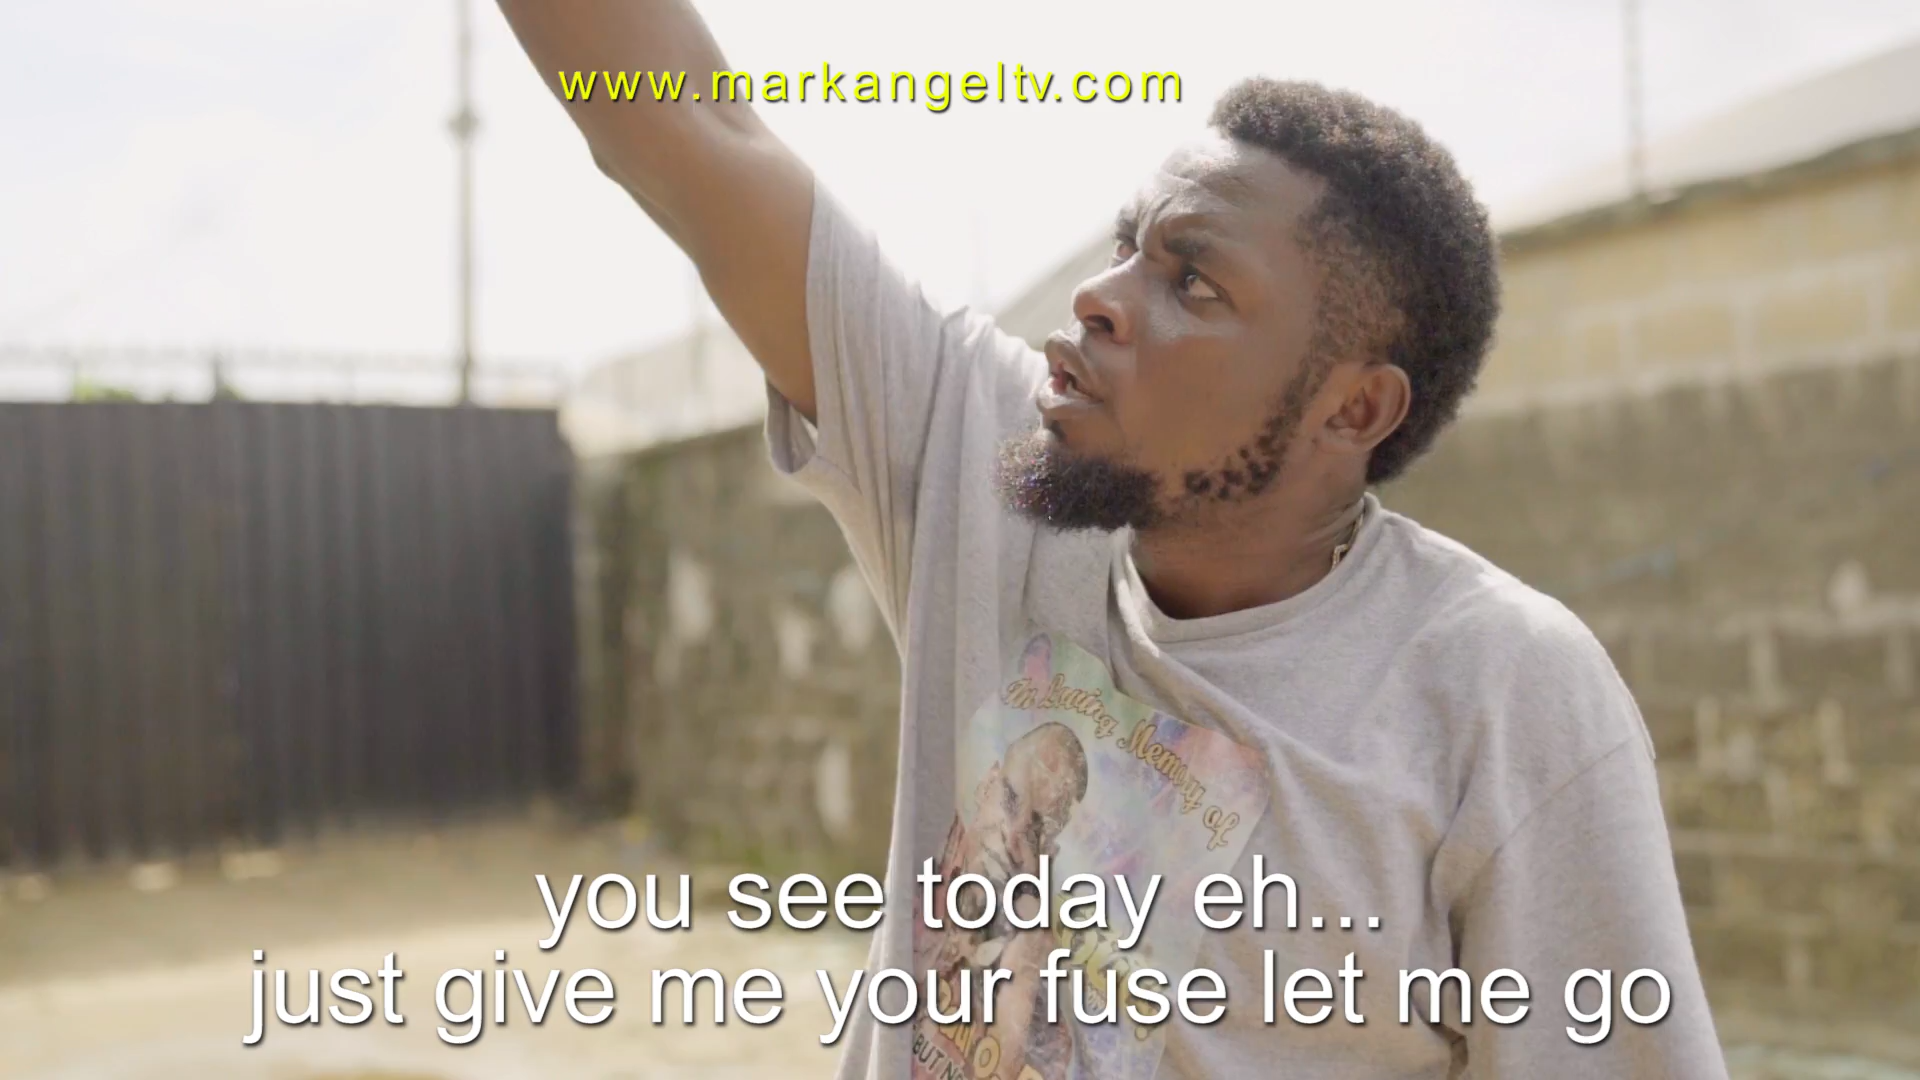 www.markangeltv.com
In Loving Memory of
you see today eh...
just give me your fuse let me go
BUT